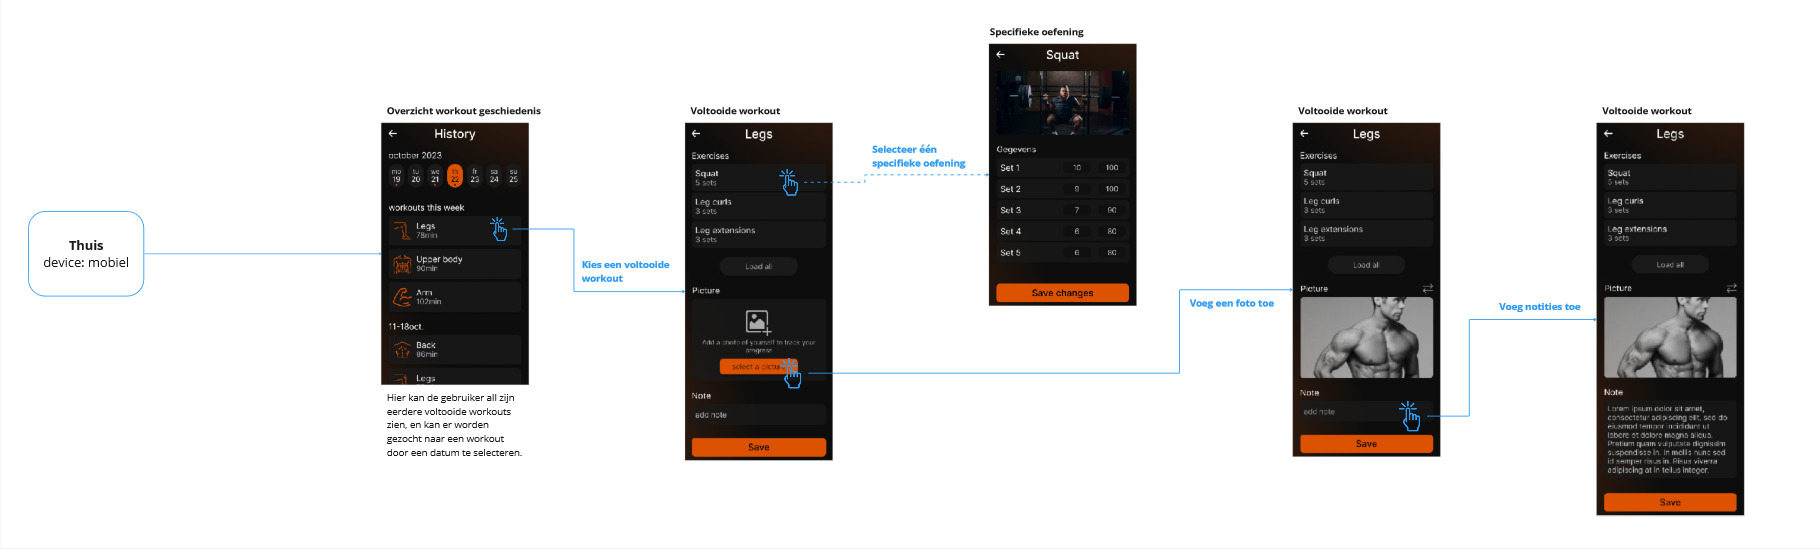 Thuis
device: mobiel
Overzicht workout geschiedenis
History
october 2023
mo tu we th fr sa su
19 20 21 22 23 24 25
workouts this week
Legs
78min
Upper body
90min
Arm
102min
11-18oct.
Back
86min
Legs
Hier kan de gebruiker all zijn
eerdere voltooide workouts
zien, en kan er worden
gezocht naar een workout
door een datum te selecteren.
Kies een voltooide
workout
Voltooide workout
Legs
Exercises
Squat
5 sets
Leg curls
3 sets
Leg extensions
3 sets
Load all
Picture
Add a photo of yourself to track your
progress
select a picture
Note
add note
Save
Selecteer één
specifieke oefening
Specifieke oefening
Squat
Gegevens
Set 1 10 100
Set 2 9 100
Set 3 7 90
Set 4 6 80
Set 5 6 80
Save changes
Voeg een foto toe
Voltooide workout
Legs
Exercises
Squat
5 sets
Leg curls
3 sets
Leg extensions
3 sets
Load all
Picture
Note
add note
Save
Voeg notities toe
Voltooide workout
Legs
Exercises
Squat
5 sets
Leg curls
3 sets
Leg extensions
3 sets
Load all
Picture
Note
Lorem ipsum dolor sit amet,
consectetur adipiscing elit, sed do
eiusmod tempor incididunt ut
labore et dolore magna aliqua.
Pretium quam vulputate dignissim
suspendisse in. In mollis nunc sed
id semper risus in. Risus viverra
adipiscing at in tellus integer.
Save